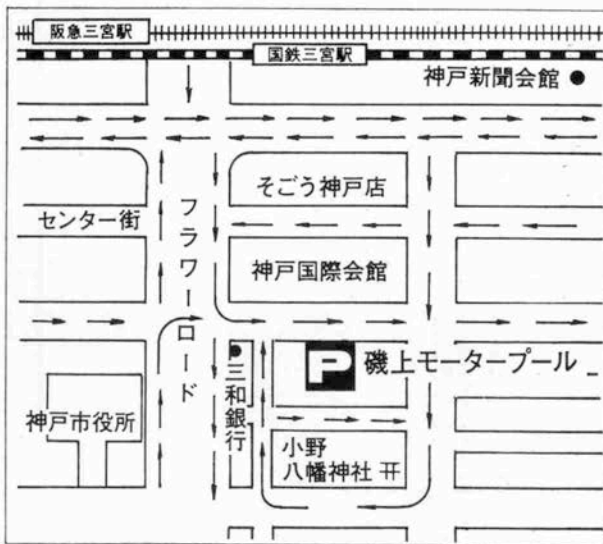 阪急三宮駅
国鉄三宮駅
神戸新聞会館
そごう神戸店
センター街
フラワーロード
神戸国際会館
P
磯上モータープール
三和銀行
神戸市役所
小野
八幡神社